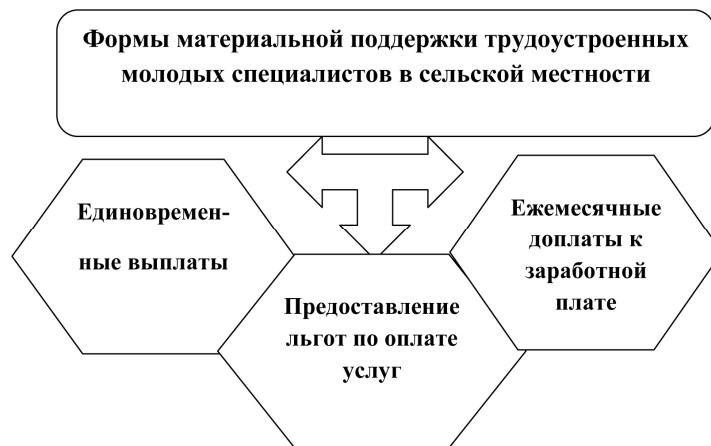 Формы материальной поддержки трудоустроенных
молодых специалистов в сельской местности
Единовремен-
ные выплаты
Предоставление
льгот по оплате
услуг
Ежемесячные
доплаты к
заработной
плате